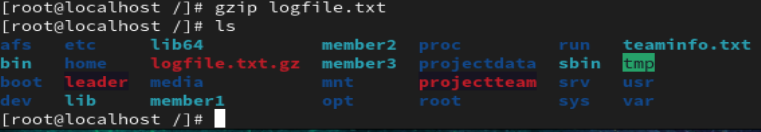 [root@localhost /]# gzip logfile.txt
[root@localhost /]# ls
afs etc lib64 member2 proc run teaminfo.txt
bin home logfile.txt.gz member3 projectdata sbin tmp
boot leader media mnt projectteam srv usr
dev lib member1 opt root sys var
[root@localhost /]#